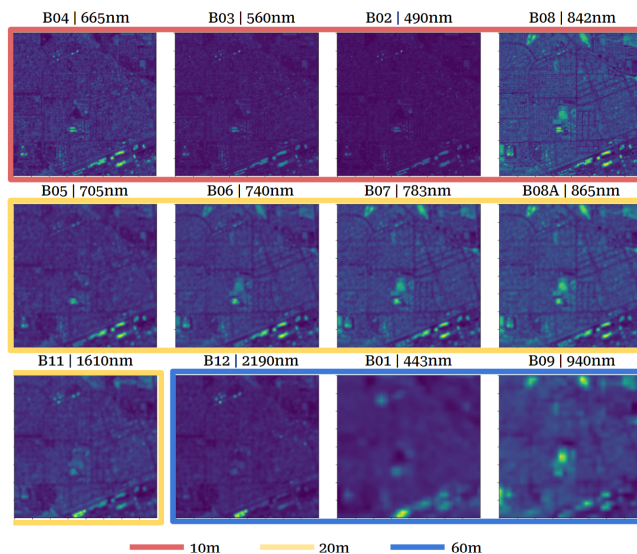 B04 | 665nm B03 | 560nm B02 | 490nm B08 | 842nm
B05 | 705nm B06 | 740nm B07 | 783nm B08A | 865nm
B11 | 1610nm B12 | 2190nm B01 | 443nm B09 | 940nm
10m 20m 60m